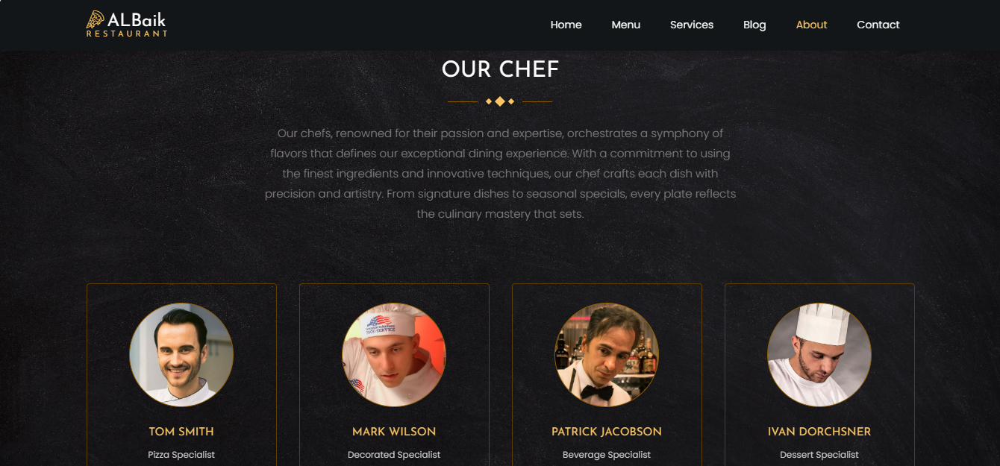 ALBaik
RESTAURANT
Home Menu Services Blog About Contact
OUR CHEF
Our chefs, renowned for their passion and expertise, orchestrates a symphony of
flavors that defines our exceptional dining experience. With a commitment to using
the finest ingredients and innovative techniques, our chef crafts each dish with
precision and artistry. From signature dishes to seasonal specials, every plate reflects
the culinary mastery that sets.
FOOD SERVICE
TOM SMITH
Pizza Specialist
MARK WILSON
Decorated Specialist
PATRICK JACOBSON
Beverage Specialist
IVAN DORCHSNER
Dessert Specialist